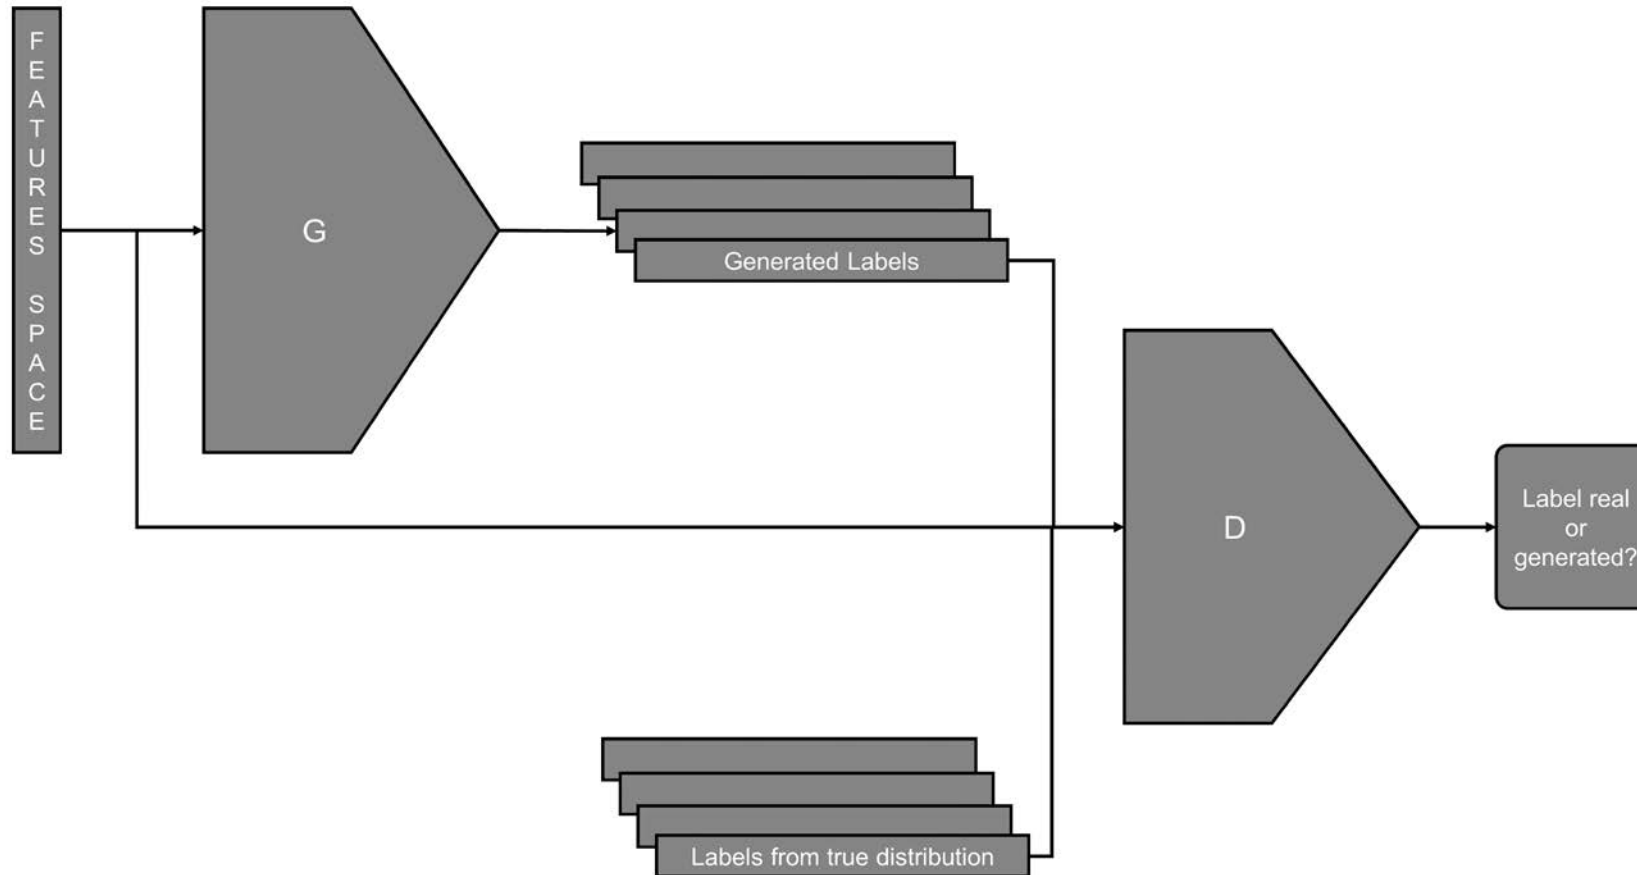 FEATURES SPACE
G
Generated Labels
D
Label real
or
generated?
Labels from true distribution